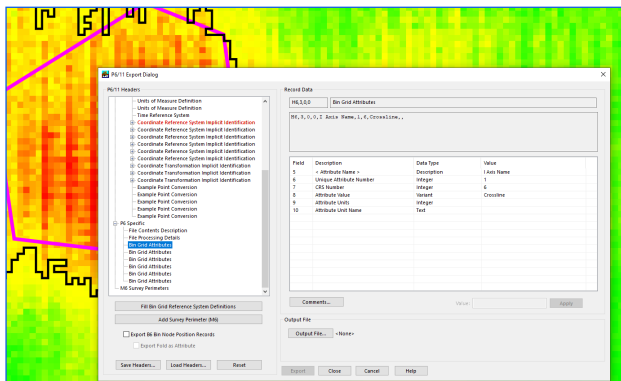 P6/11 Export Dialog
P6/11 Headers
Units of Measure Definition
Units of Measure Definition
Time Reference System
Coordinate Reference System Implicit Identification
Coordinate Reference System Implicit Identification
Coordinate Reference System Implicit Identification
Coordinate Reference System Implicit Identification
Coordinate Reference System Implicit Identification
Coordinate Reference System Implicit Identification
Coordinate Transformation Implicit Identification
Coordinate Transformation Implicit Identification
Coordinate Transformation Implicit Identification
Example Point Conversion
Example Point Conversion
Example Point Conversion
Example Point Conversion
Example Point Conversion
P6 Specific
File Contents Description
File Processing Details
Bin Grid Attributes
Bin Grid Attributes
Bin Grid Attributes
Bin Grid Attributes
Bin Grid Attributes
Bin Grid Attributes
M6 Survey Perimeters
Fill Bin Grid Reference System Definitions
Add Survey Perimeter (M6)
Export B6 Bin Node Position Records
Export Fold as Attribute
Save Headers... Load Headers... Reset
Record Data
H6,3,0,0 Bin Grid Attributes
H6,3,0,0,I Axis Name,1,6,Crossline,,
Field Description Data Type Value
5 < Attribute Name > Description I Axis Name
6 Unique Attribute Number Integer 1
7 CRS Number Integer 6
8 Attribute Value Variant Crossline
9 Attribute Units Integer
10 Attribute Unit Name Text
Comments... Value: Apply
Output File
Output File... <None>
Export Close Cancel Help